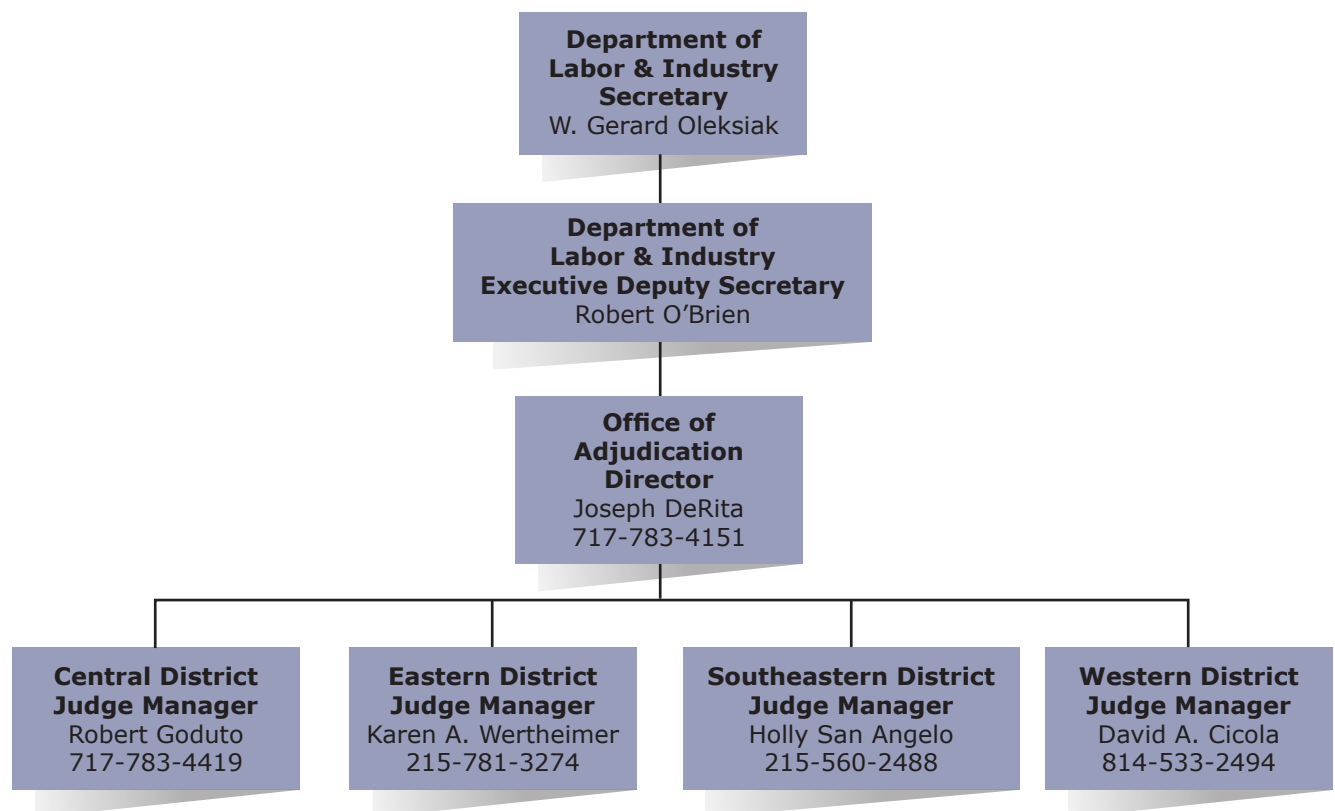 Department of
Labor & Industry
Secretary
W. Gerard Oleksiak
Department of
Labor & Industry
Executive Deputy Secretary
Robert O’Brien
Office of
Adjudication
Director
Joseph DeRita
717-783-4151
Central District
Judge Manager
Robert Goduto
717-783-4419
Eastern District
Judge Manager
Karen A. Wertheimer
215-781-3274
Southeastern District
Judge Manager
Holly San Angelo
215-560-2488
Western District
Judge Manager
David A. Cicola
814-533-2494